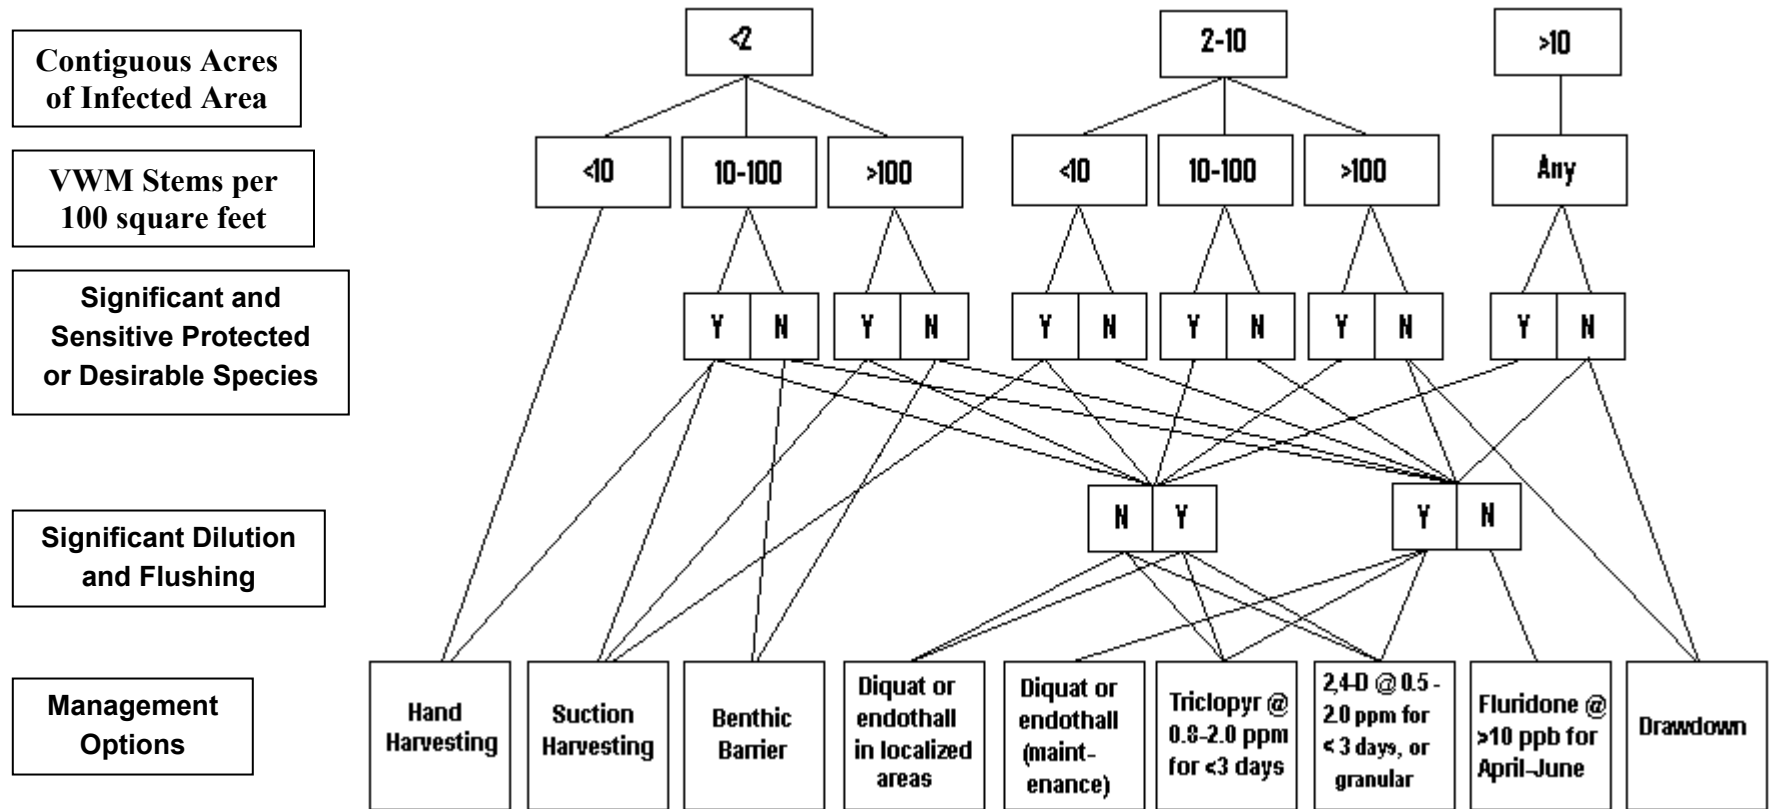 Contiguous Acres
of Infected Area
<2
2-10
>10
VWM Stems per
100 square feet
<10
10-100
>100
<10
10-100
>100
Any
Significant and
Sensitive Protected
or Desirable Species
Y N
Y N
Y N
Y N
Y N
Y N
Significant Dilution
and Flushing
N Y
Y N
Management
Options
Hand
Harvesting
Suction
Harvesting
Benthic
Barrier
Diquat or
endothall
in localized
areas
Diquat or
endothall
(maint-
enance)
Triclopyr @
0.8-2.0 ppm
for <3 days
2,4-D @ 0.5 -
2.0 ppm for
< 3 days, or
granular
Fluridone @
>10 ppb for
April-June
Drawdown